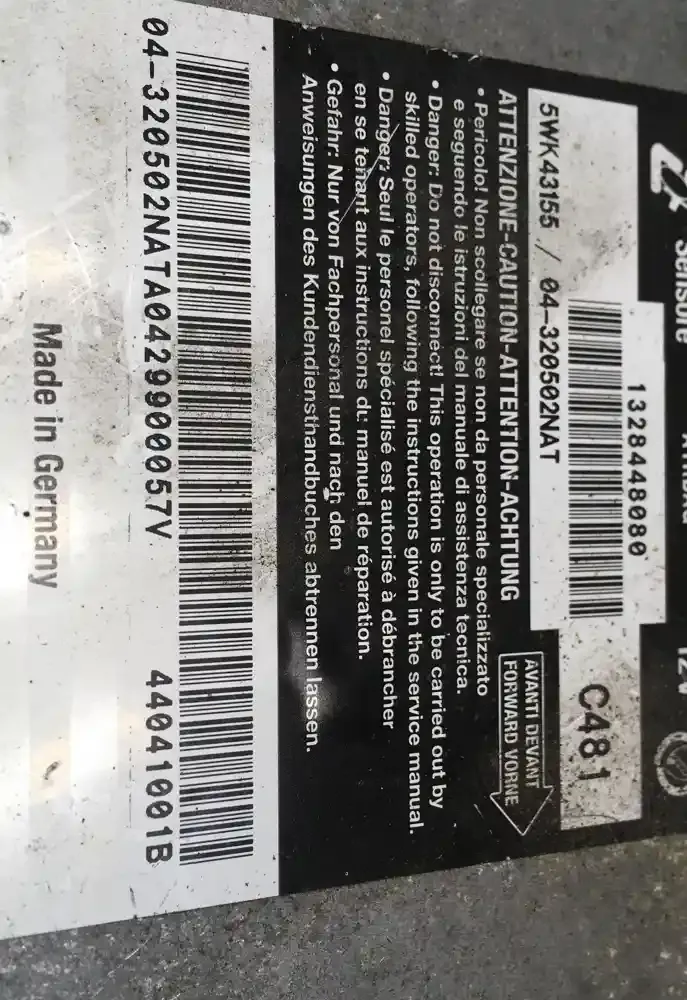 Sensore
12V
1328448080
5WK43155 / 04-320502NAT
C481
ATTENZIONE-CAUTION-ATTENTION-ACHTUNG
AVANTI DEVANT
FORWARD VORNE
• Pericolo! Non scollegare se non da personale specializzato
e seguendo le istruzioni del manuale di assistenza tecnica.
• Danger: Do not disconnect! This operation is only to be carried out by
skilled operators, following the instructions given in the service manual.
• Danger: Seul le personel spécialisé est autorisé à débrancher
en se tenant aux instructions du manuel de réparation.
• Gefahr: Nur von Fachpersonal und nach den
Anweisungen des Kundendiensthandbuches abtrennen lassen.
04-320502NATA0429900057V 44041001B
Made in Germany